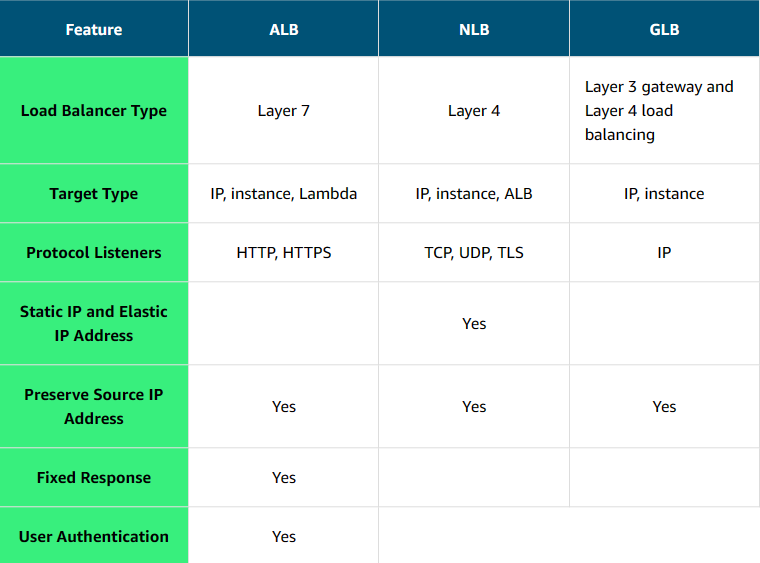 Feature ALB NLB GLB
Load Balancer Type Layer 7 Layer 4 Layer 3 gateway and
Layer 4 load
balancing
Target Type IP, instance, Lambda IP, instance, ALB IP, instance
Protocol Listeners HTTP, HTTPS TCP, UDP, TLS IP
Static IP and Elastic
IP Address Yes
Preserve Source IP
Address Yes Yes Yes
Fixed Response Yes
User Authentication Yes